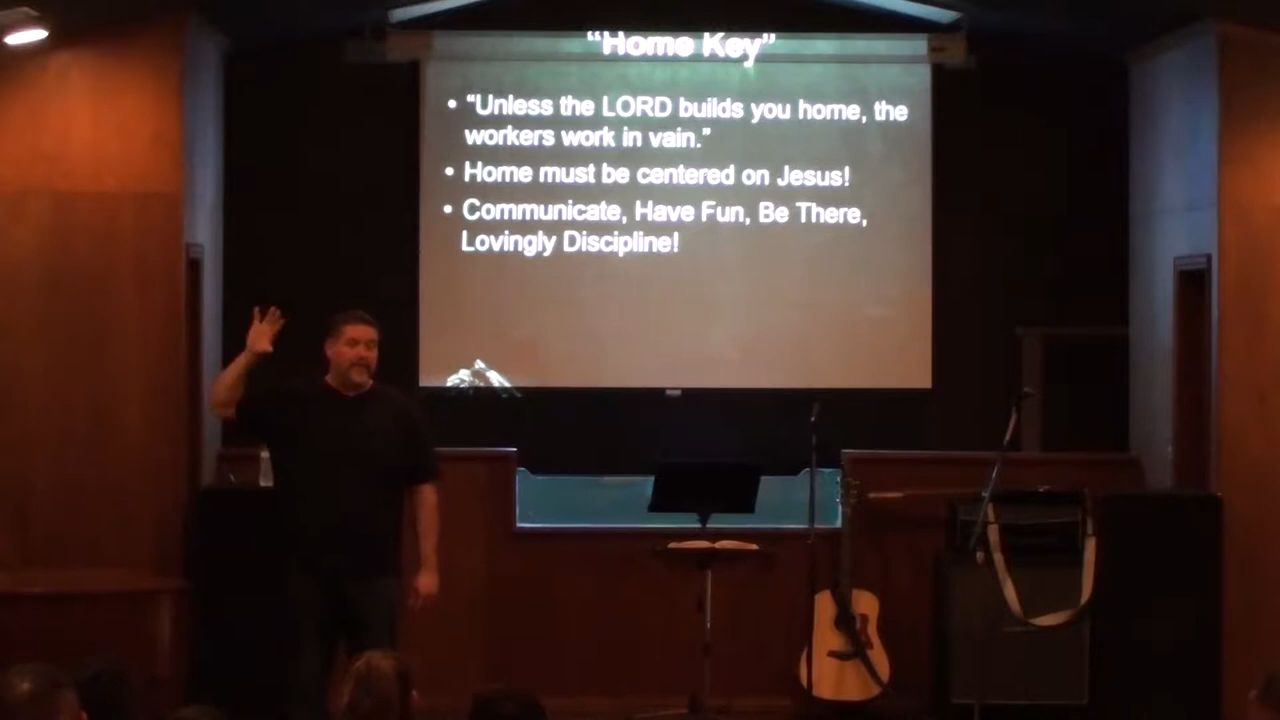 “Home Key”
• “Unless the LORD builds you home, the
workers work in vain.”
• Home must be centered on Jesus!
• Communicate, Have Fun, Be There,
Lovingly Discipline!